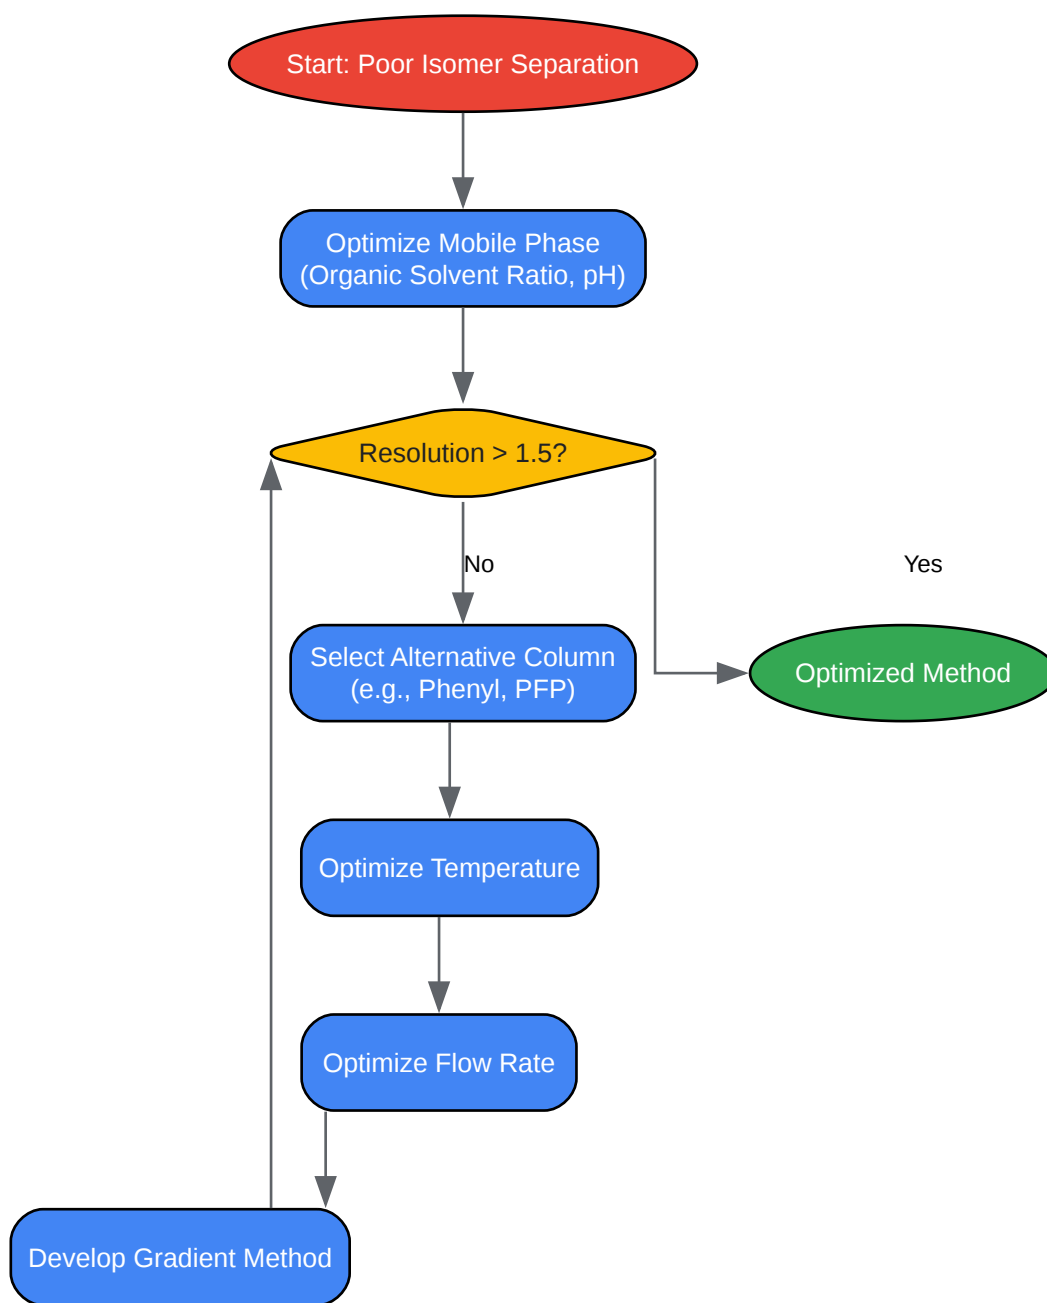 Start: Poor Isomer Separation
Optimize Mobile Phase
(Organic Solvent Ratio, pH)
Resolution > 1.5?
No
Yes
Select Alternative Column
(e.g., Phenyl, PFP)
Optimized Method
Optimize Temperature
Optimize Flow Rate
Develop Gradient Method